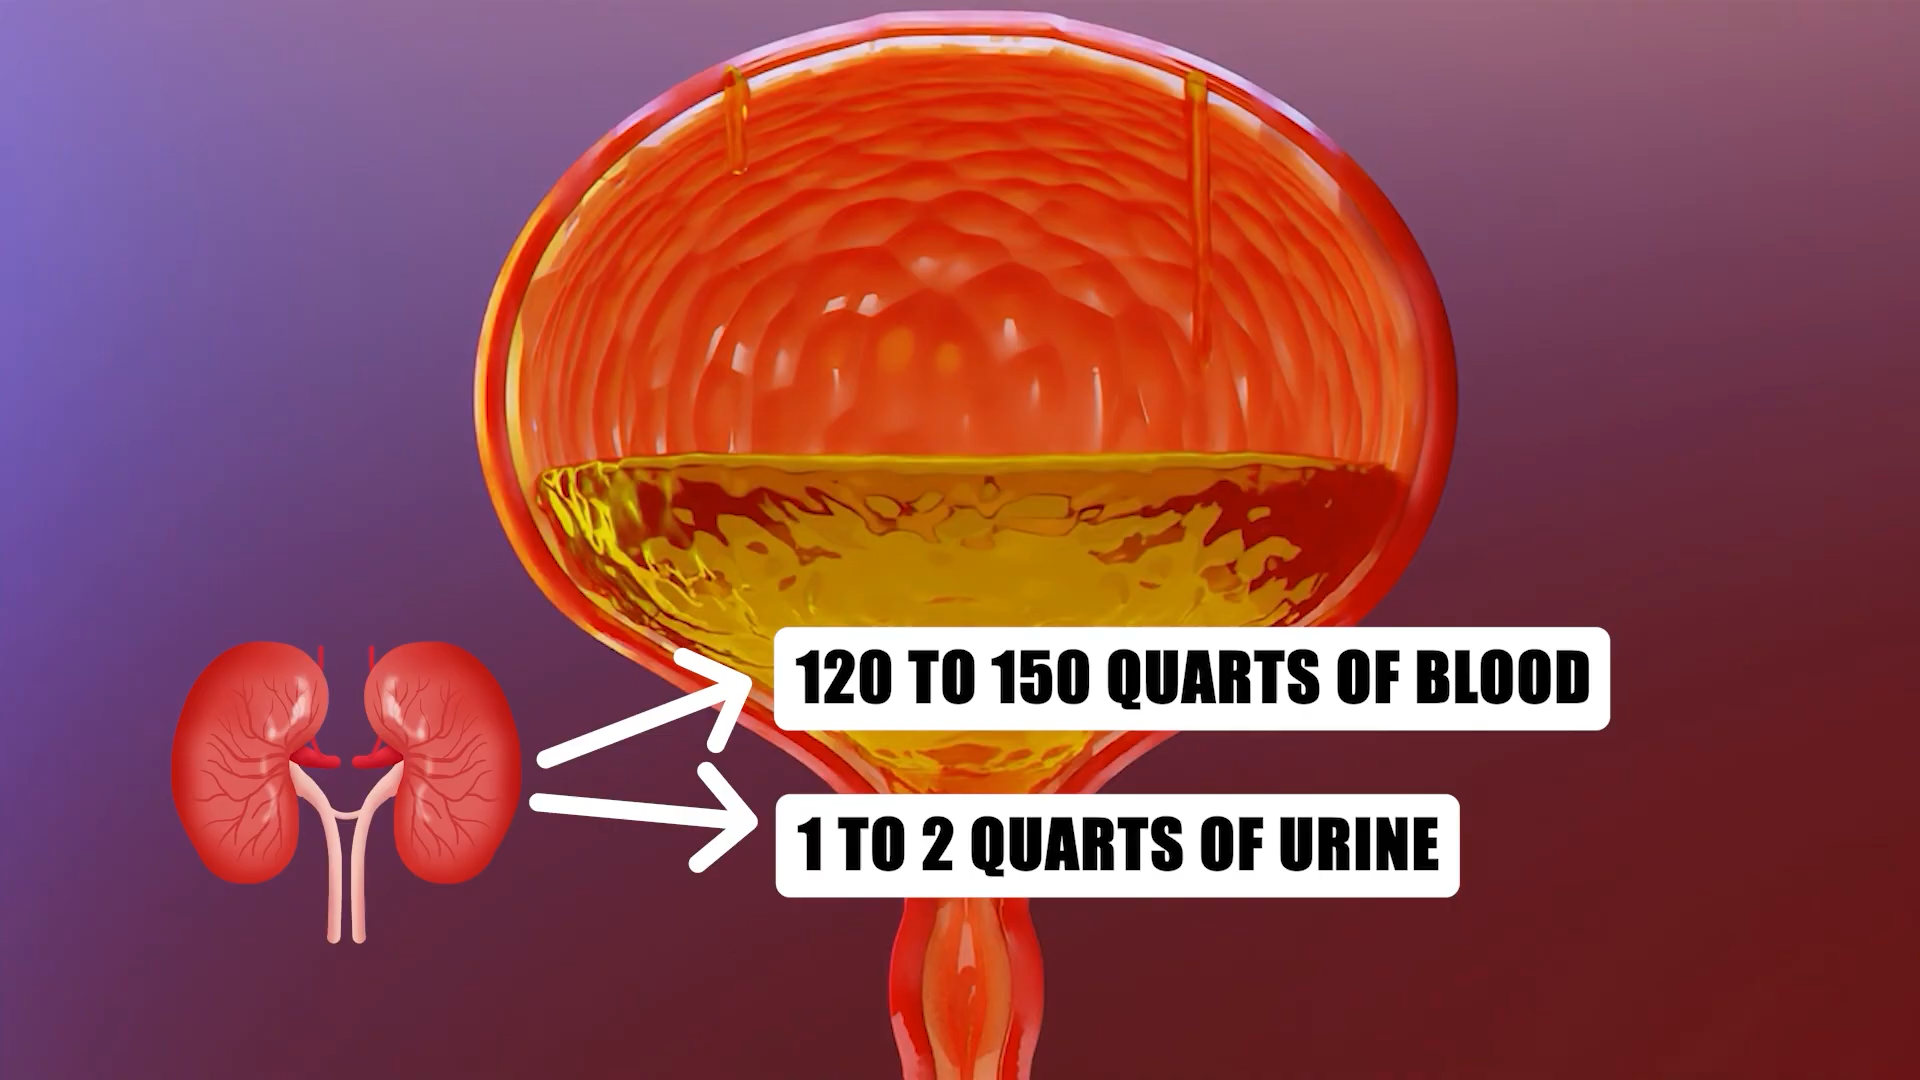 120 TO 150 QUARTS OF BLOOD
1 TO 2 QUARTS OF URINE